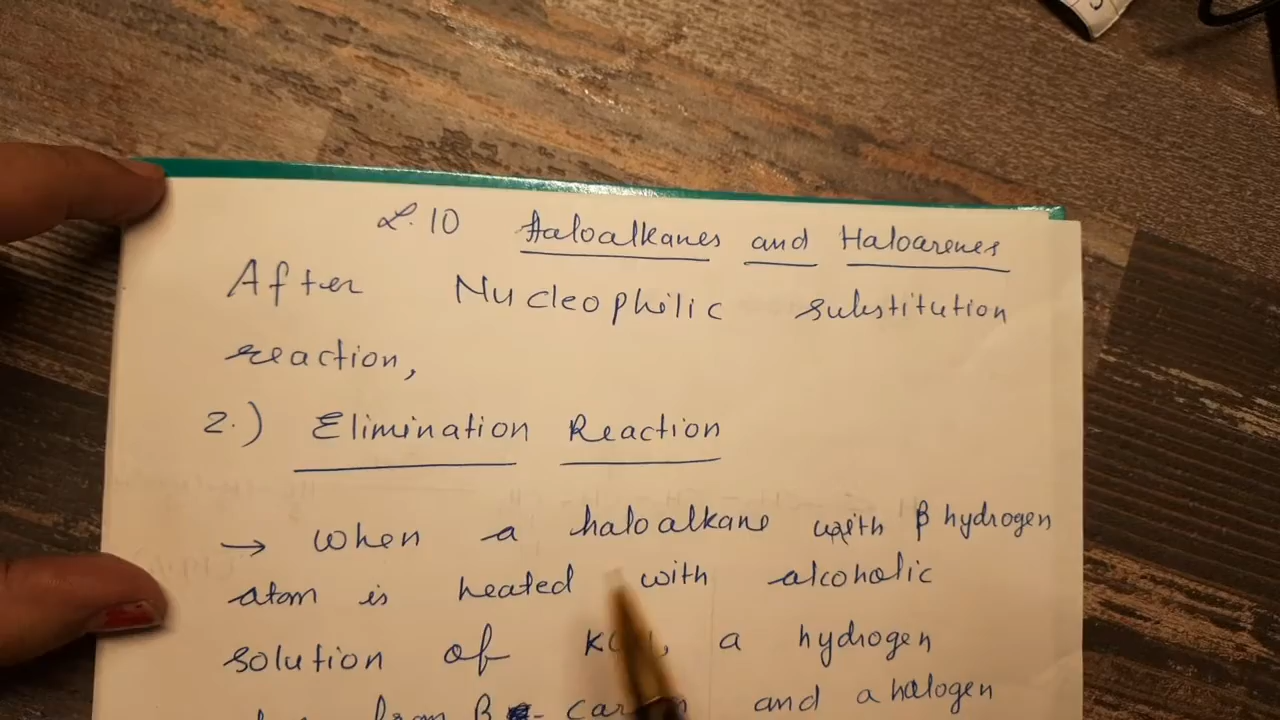 L.10 Haloalkanes and Haloarenes
After Nucleophilic substitution
reaction,
2.) Elimination Reaction
→ When a haloalkane with β hydrogen
atom is heated with alcoholic
solution of a hydrogen
from β - and a halogen